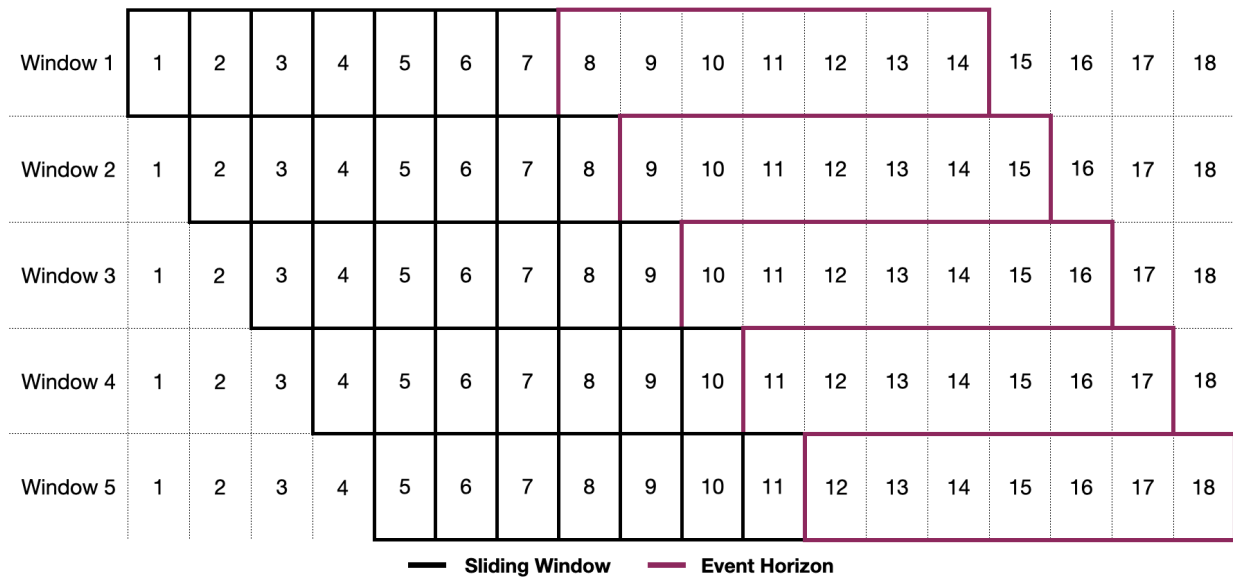 Window 1 1 2 3 4 5 6 7 8 9 10 11 12 13 14 15 16 17 18
Window 2 1 2 3 4 5 6 7 8 9 10 11 12 13 14 15 16 17 18
Window 3 1 2 3 4 5 6 7 8 9 10 11 12 13 14 15 16 17 18
Window 4 1 2 3 4 5 6 7 8 9 10 11 12 13 14 15 16 17 18
Window 5 1 2 3 4 5 6 7 8 9 10 11 12 13 14 15 16 17 18
Sliding Window Event Horizon